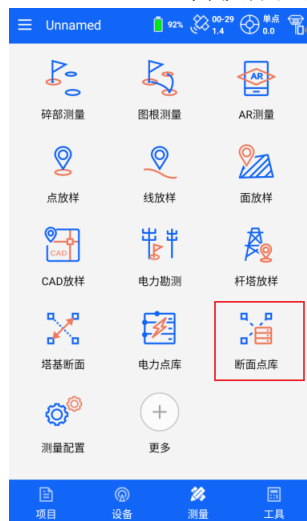 Unnamed 92% 00-29 单点
1.4 0.0
碎部测量 图根测量 AR测量
点放样 线放样 面放样
CAD放样 电力勘测 杆塔放样
塔基断面 电力点库 断面点库
测量配置 更多
项目 设备 测量 工具